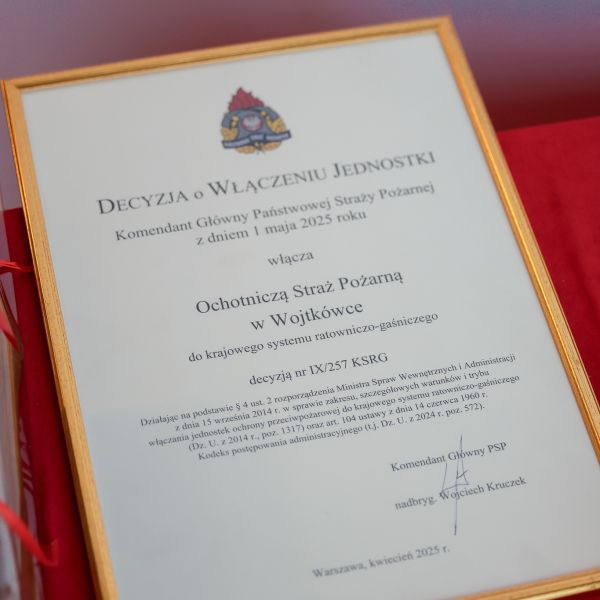 DECYZJA O WŁĄCZENIU JEDNOSTKI
Komendant Główny Państwowej Straży Pożarnej
z dniem 1 maja 2025 roku
włącza
Ochotniczą Straż Pożarną
w Wojtkówce
do krajowego systemu ratowniczo-gaśniczego
decyzją nr IX/257 KSRG
Działając na podstawie § 4 ust. 2 rozporządzenia Ministra Spraw Wewnętrznych i Administracji
z dnia 15 września 2014 r. w sprawie zakresu, szczegółowych warunków i trybu
włączania jednostek ochrony przeciwpożarowej do krajowego systemu ratowniczo-gaśniczego
(Dz. U. z 2014 r., poz. 1317) oraz art. 104 ustawy z dnia 14 czerwca 1960 r.
Kodeks postępowania administracyjnego (t.j. Dz. U. z 2024 r. poz. 572).
Komendant Główny PSP
nadbryg. Wojciech Kruczek
Warszawa, kwiecień 2025 r.